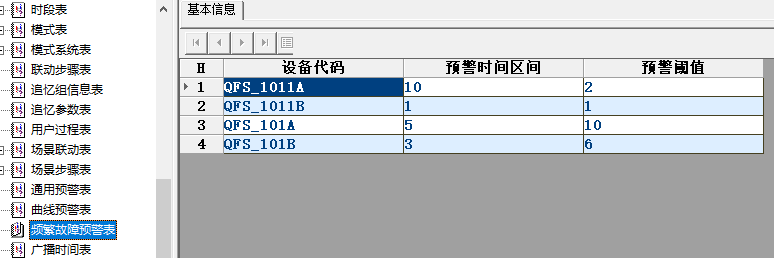 时段表
模式表
模式系统表
联动步骤表
追忆组信息表
追忆参数表
用户过程表
场景联动表
场景步骤表
通用预警表
曲线预警表
频繁故障预警表
广播时间表
基本信息
H 设备代码 预警时间区间 预警阈值
1 QFS_1011A 10 2
2 QFS_1011B 1 1
3 QFS_101A 5 10
4 QFS_101B 3 6